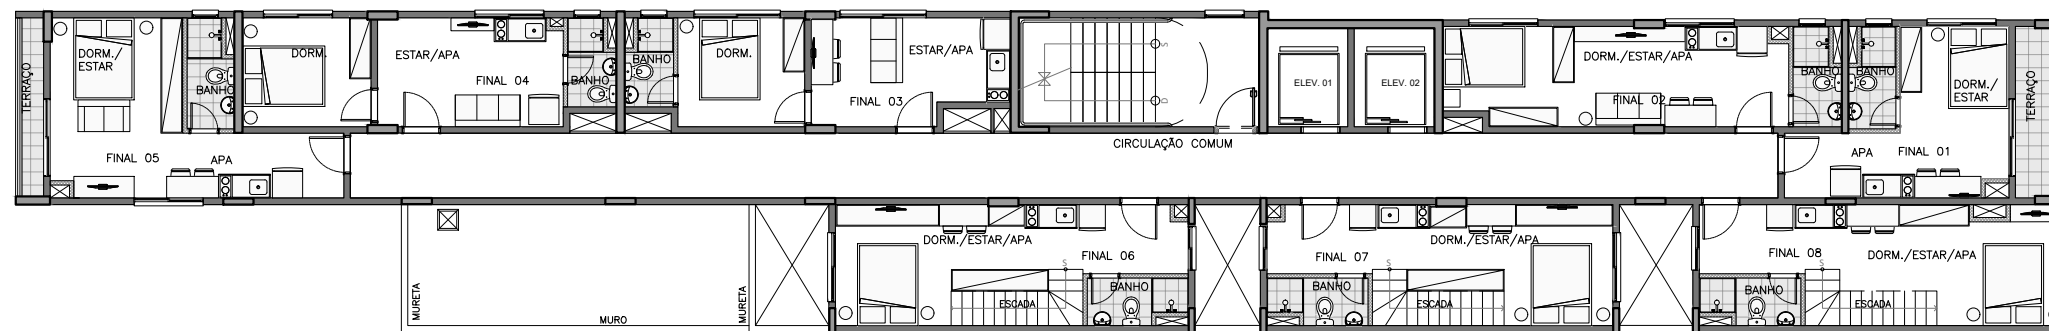 TERRAÇO
DORM./
ESTAR
BANHO
FINAL 05
APA
DORM.
ESTAR/APA
FINAL 04
BANHO
BANHO
DORM.
ESTAR/APA
FINAL 03
S
D
CIRCULAÇÃO COMUM
ELEV. 01
ELEV. 02
DORM./ESTAR/APA
FINAL 02
BANHO
BANHO
DORM./
ESTAR
TERRAÇO
APA
FINAL 01
MURETA
MURO
MURETA
DORM./ESTAR/APA
FINAL 06
S
ESCADA
BANHO
DORM./ESTAR/APA
FINAL 07
BANHO
S
ESCADA
FINAL 08
DORM./ESTAR/APA
BANHO
S
ESCADA